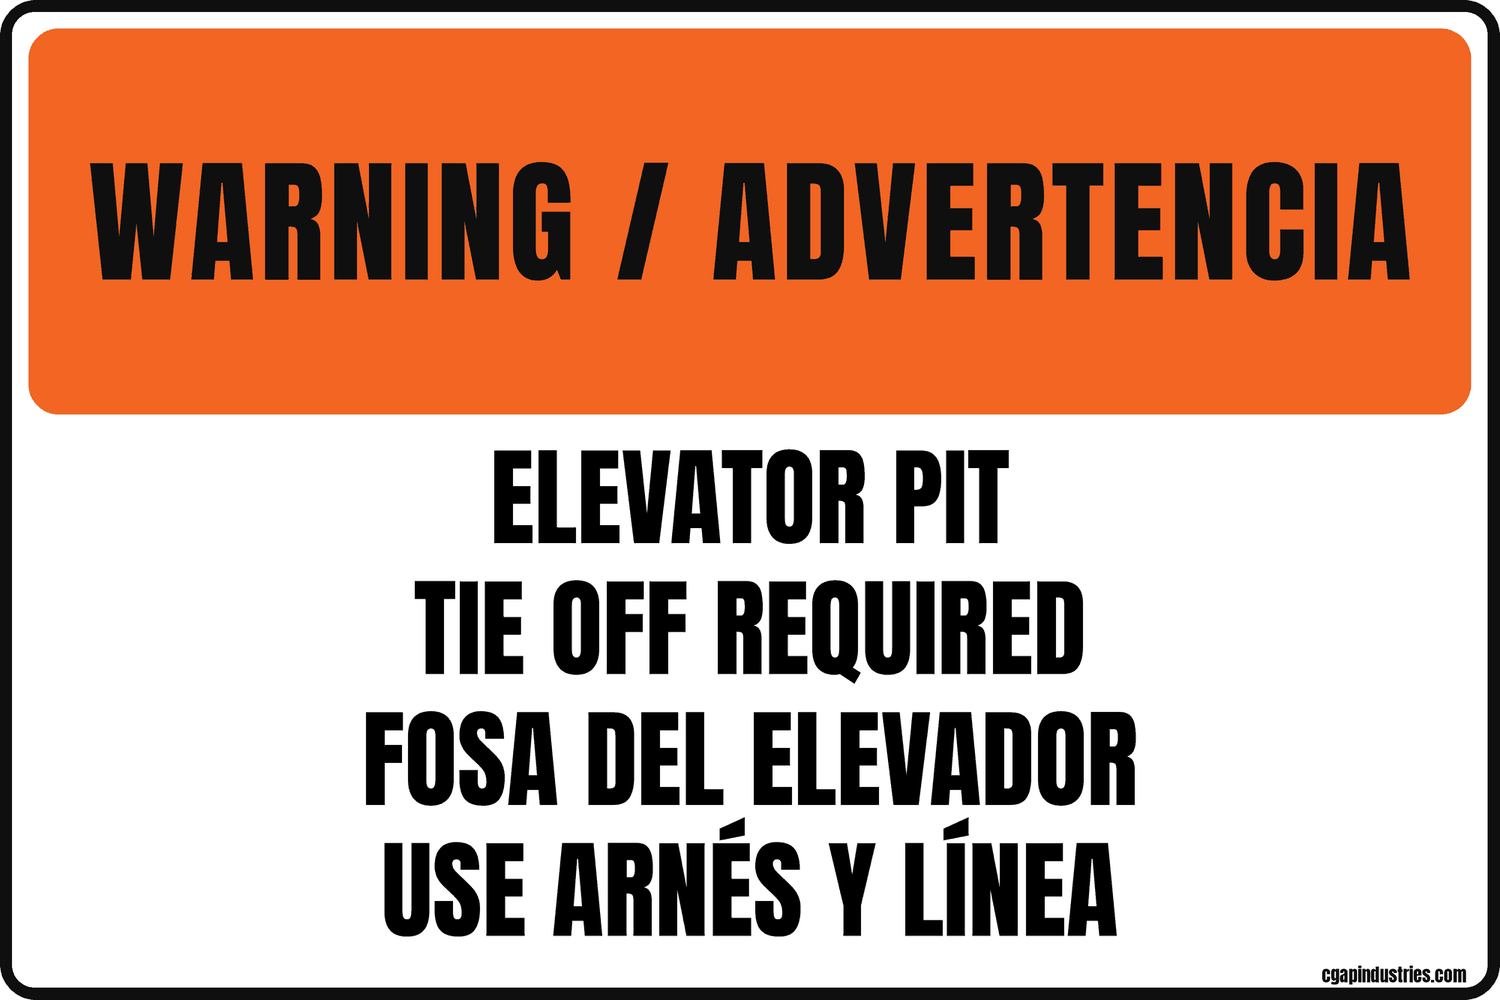 WARNING / ADVERTENCIA
ELEVATOR PIT
TIE OFF REQUIRED
FOSA DEL ELEVADOR
USE ARNÉS Y LÍNEA
cgapindustries.com